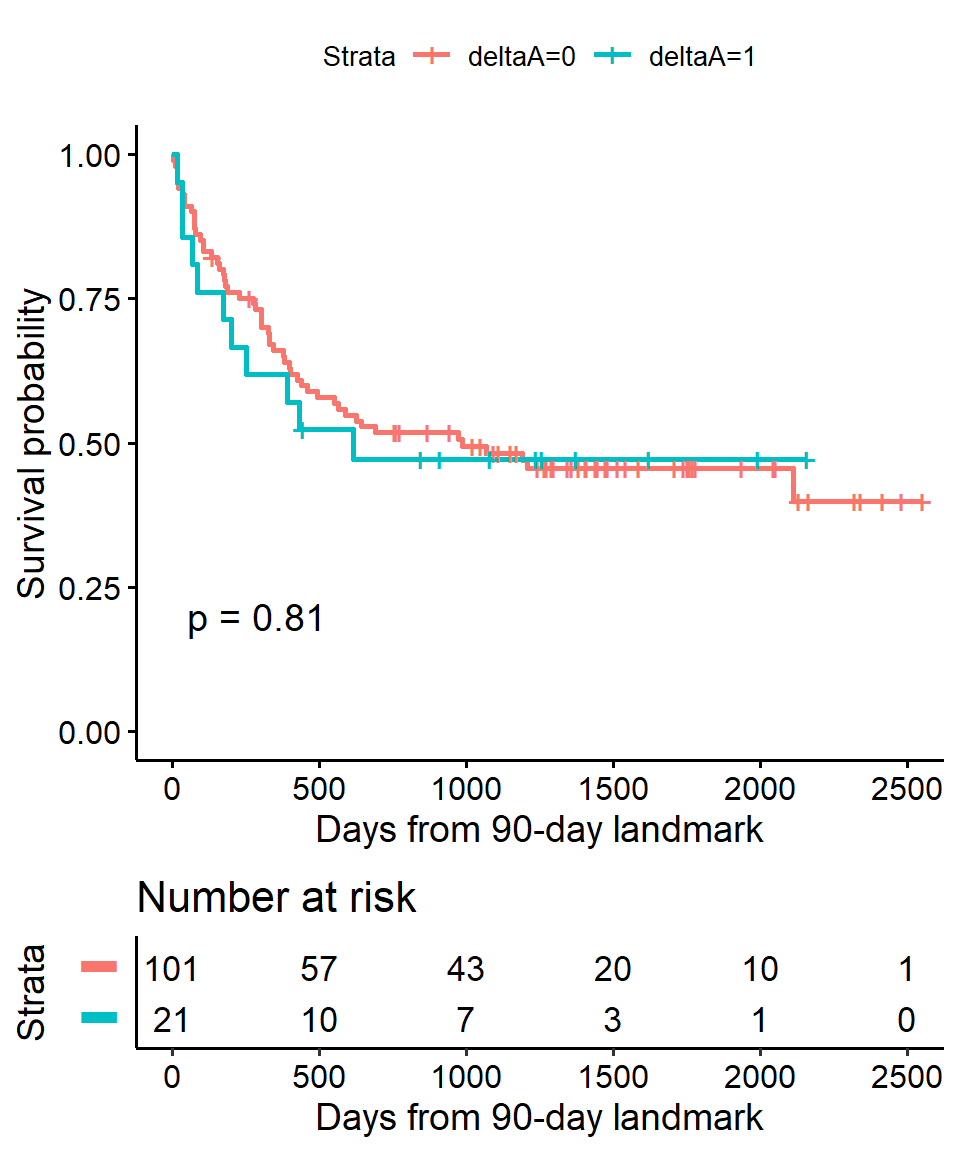 Strata deltaA=0 deltaA=1
Survival probability
1.00
0.75
0.50
0.25
0.00
p = 0.81
0 500 1000 1500 2000 2500
Days from 90-day landmark
Number at risk
Strata
101 57 43 20 10 1
21 10 7 3 1 0
0 500 1000 1500 2000 2500
Days from 90-day landmark